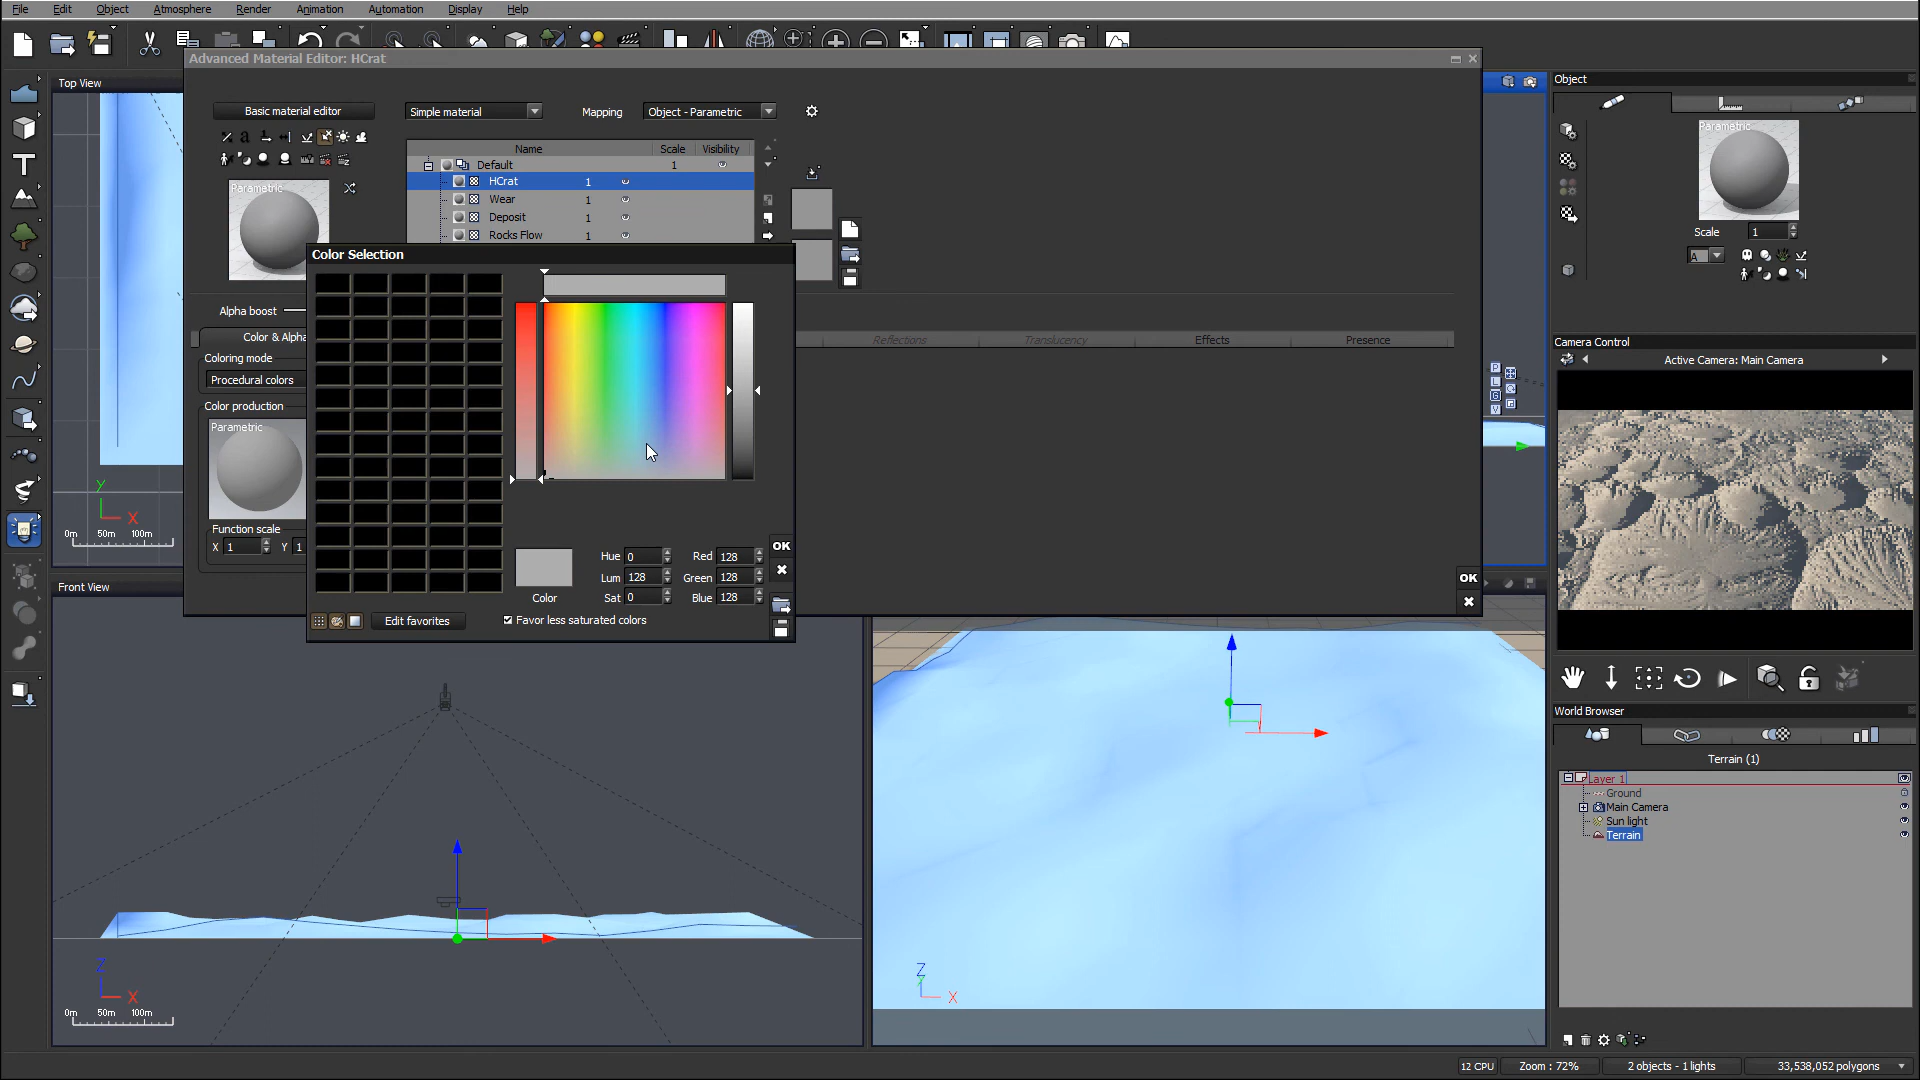 File Edit Object Atmosphere Render Animation Automation Display Help
Advanced Material Editor: HCrat
Top View
Basic material editor
Simple material
Mapping
Object - Parametric
Name Scale Visibility
Default 1
HCrat 1
Wear 1
Deposit 1
Rocks Flow 1
Parametric
Alpha boost
Color & Alpha
Coloring mode
Procedural colors
Color production
Parametric
Function scale
X 1 Y 1
Reflections Translucency Effects Presence
OK
Color Selection
Hue 0 Red 128
Lum 128 Green 128
Sat 0 Blue 128
Color
OK
Edit favorites
Favor less saturated colors
Y
X
0m 50m 100m
Front View
Z
X
0m 50m 100m
Z
Y
X
P
L
G
V
Object
Parametric
Scale 1
A
Camera Control
Active Camera: Main Camera
World Browser
Terrain (1)
Layer 1
Ground
Main Camera
Sun light
Terrain
12 CPU Zoom : 72% 2 objects - 1 lights 33,538,052 polygons